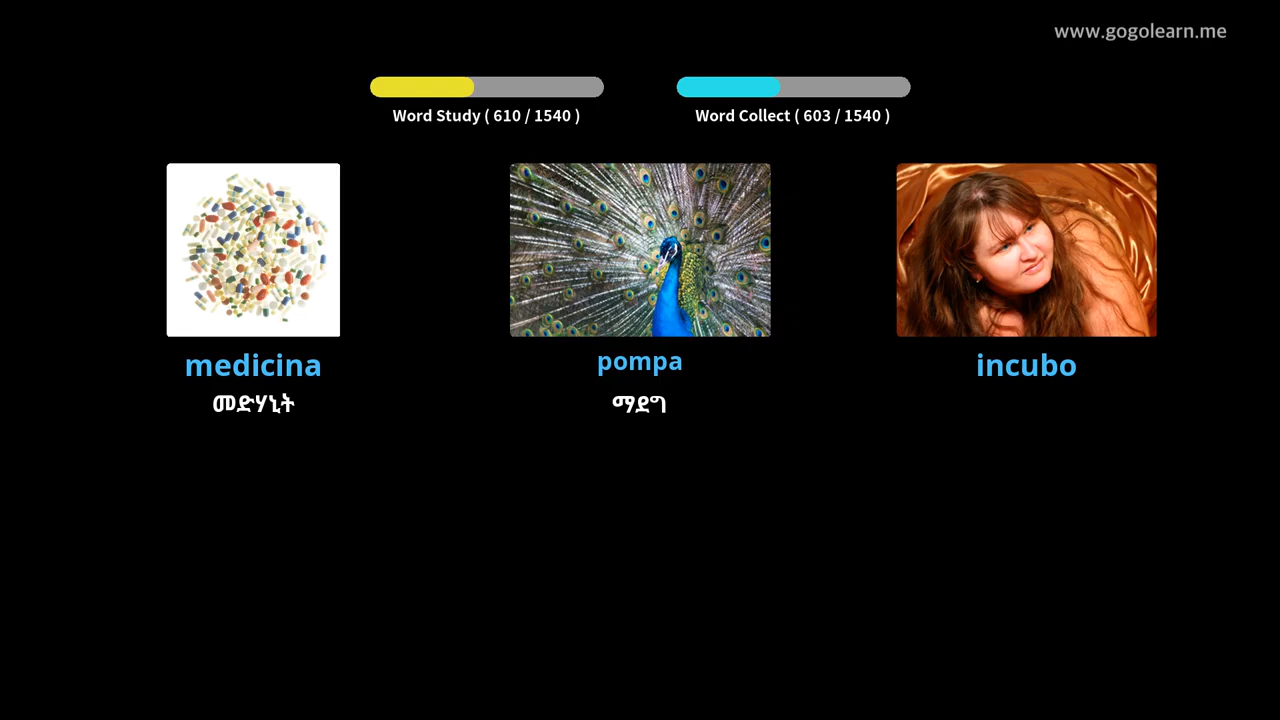 www.gogolearn.me
Word Study ( 610 / 1540 )
Word Collect ( 603 / 1540 )
medicina
pompa
incubo
መድሃኒት
ማደግ